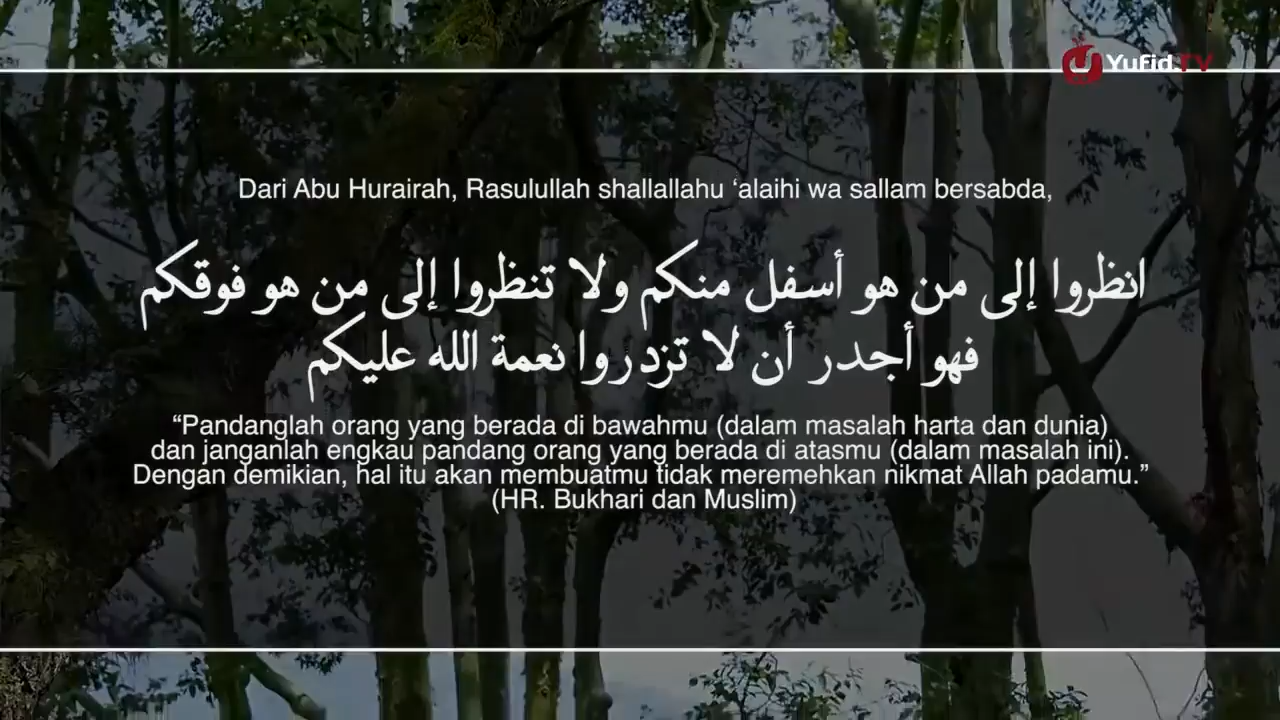 Yufid.TV
Dari Abu Hurairah, Rasulullah shallallahu ‘alaihi wa sallam bersabda,
انظروا إلى من هو أسفل منكم ولا تنظروا إلى من هو فوقكم
فهو أجدر أن لا تزدروا نعمة الله عليكم
“Pandanglah orang yang berada di bawahmu (dalam masalah harta dan dunia)
dan janganlah engkau pandang orang yang berada di atasmu (dalam masalah ini).
Dengan demikian, hal itu akan membuatmu tidak meremehkan nikmat Allah padamu.”
(HR. Bukhari dan Muslim)